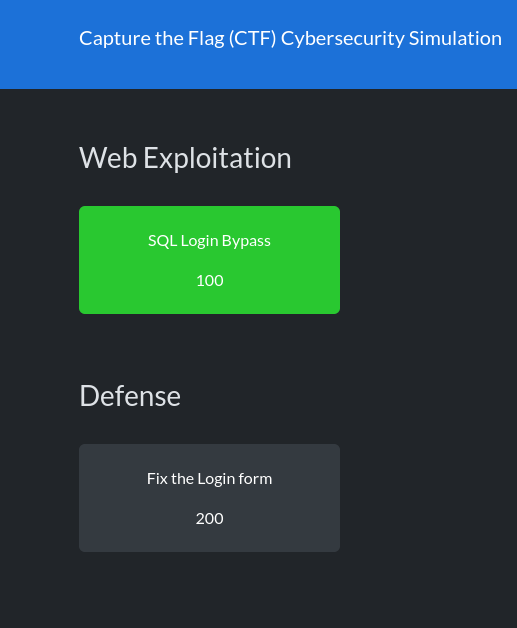 Capture the Flag (CTF) Cybersecurity Simulation
Web Exploitation
SQL Login Bypass
100
Defense
Fix the Login form
200